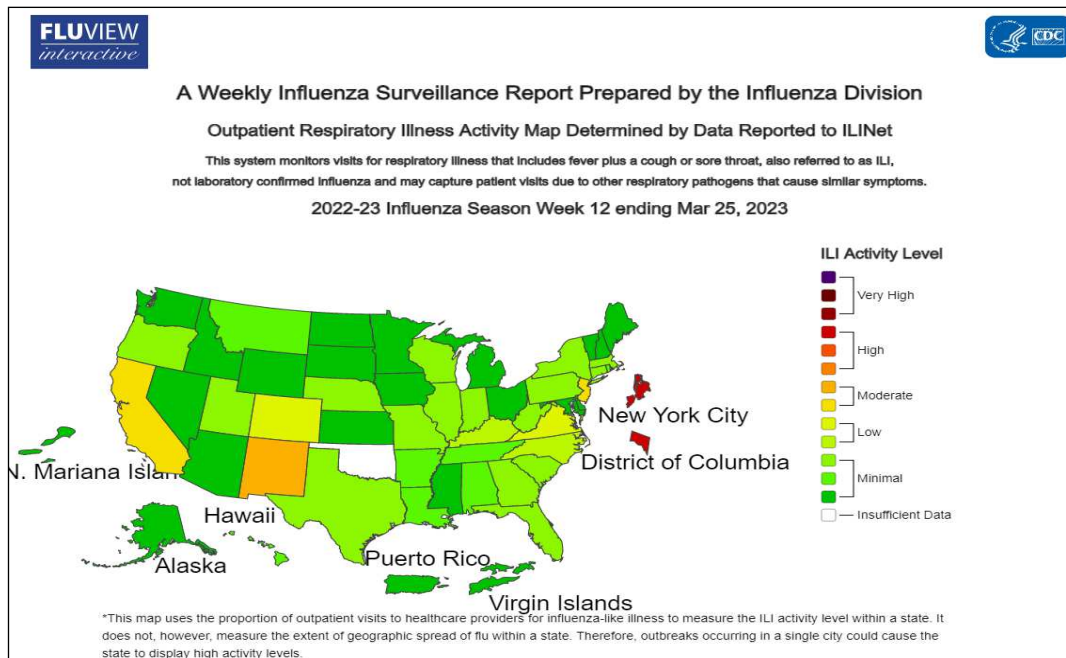 FLUVIEW
interactive
CDC
A Weekly Influenza Surveillance Report Prepared by the Influenza Division
Outpatient Respiratory Illness Activity Map Determined by Data Reported to ILINet
This system monitors visits for respiratory illness that includes fever plus a cough or sore throat, also referred to as ILI,
not laboratory confirmed influenza and may capture patient visits due to other respiratory pathogens that cause similar symptoms.
2022-23 Influenza Season Week 12 ending Mar 25, 2023
ILI Activity Level
Very High
High
Moderate
Low
Minimal
Insufficient Data
New York City
District of Columbia
N. Mariana Islan
Hawaii
Alaska
Puerto Rico
Virgin Islands
*This map uses the proportion of outpatient visits to healthcare providers for influenza-like illness to measure the ILI activity level within a state. It
does not, however, measure the extent of geographic spread of flu within a state. Therefore, outbreaks occurring in a single city could cause the
state to display high activity levels.